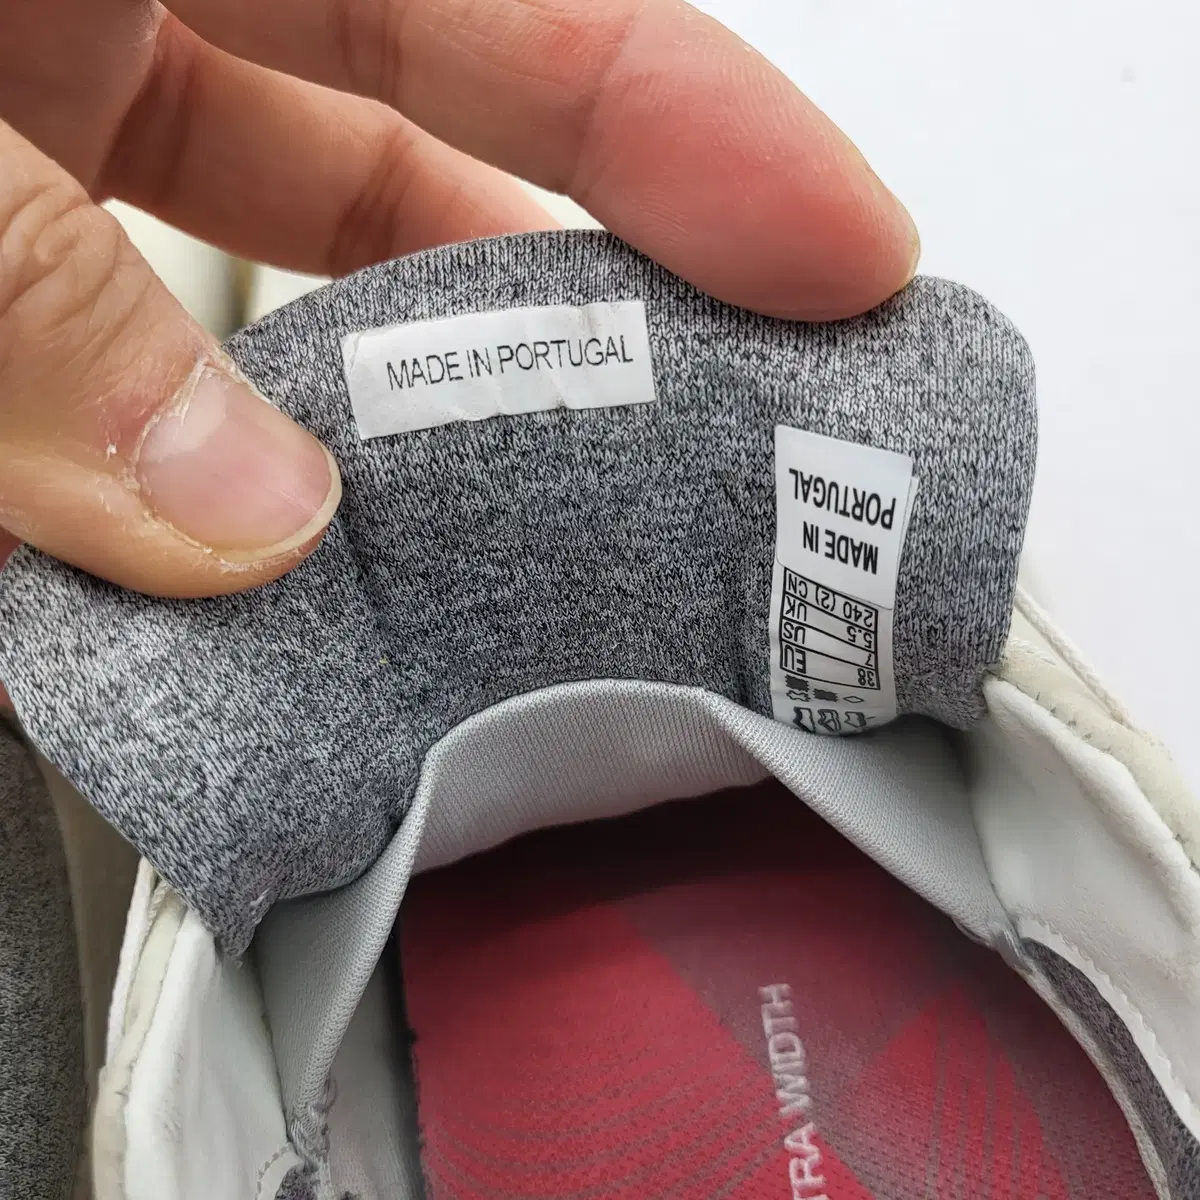 MADE IN PORTUGAL
MADE IN
PORTUGAL
240 (2) CN
5.5 UK
7 US
38 EU
TRA WIDTH